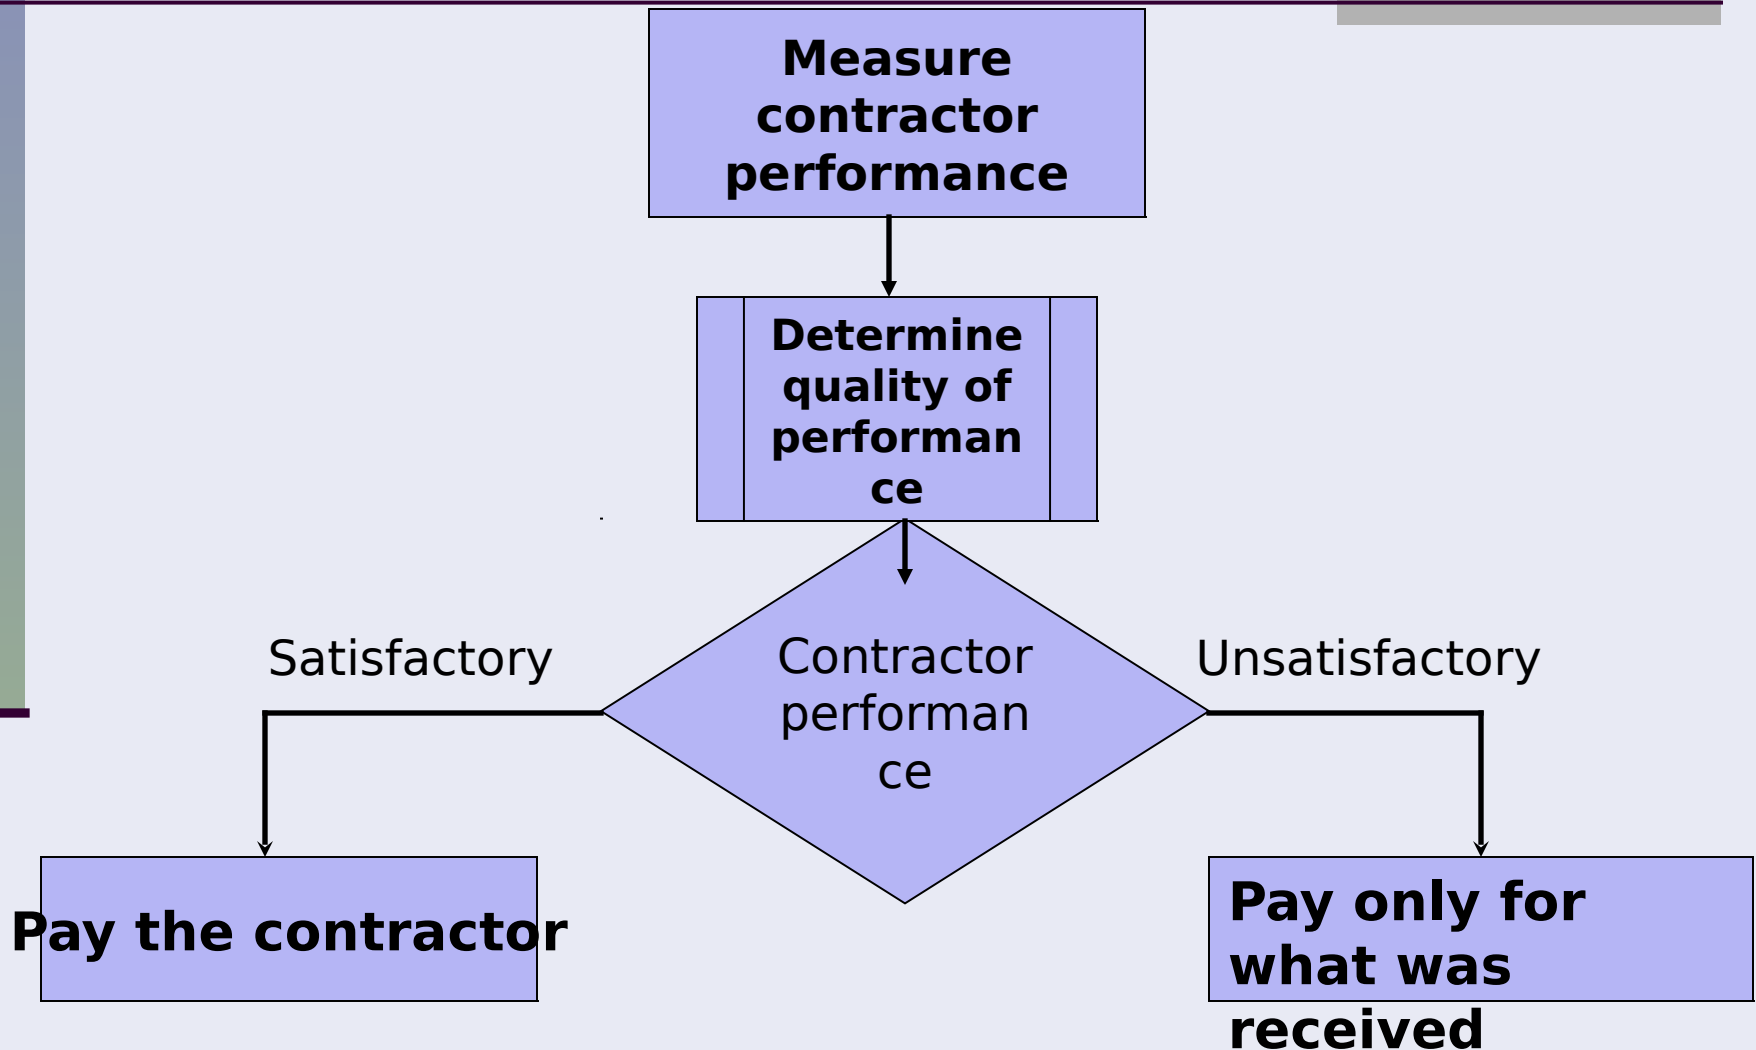 Measure
contractor
performance
Determine
quality of
performan
ce
Satisfactory
Contractor
performan
ce
Unsatisfactory
Pay the contractor
Pay only for
what was
received